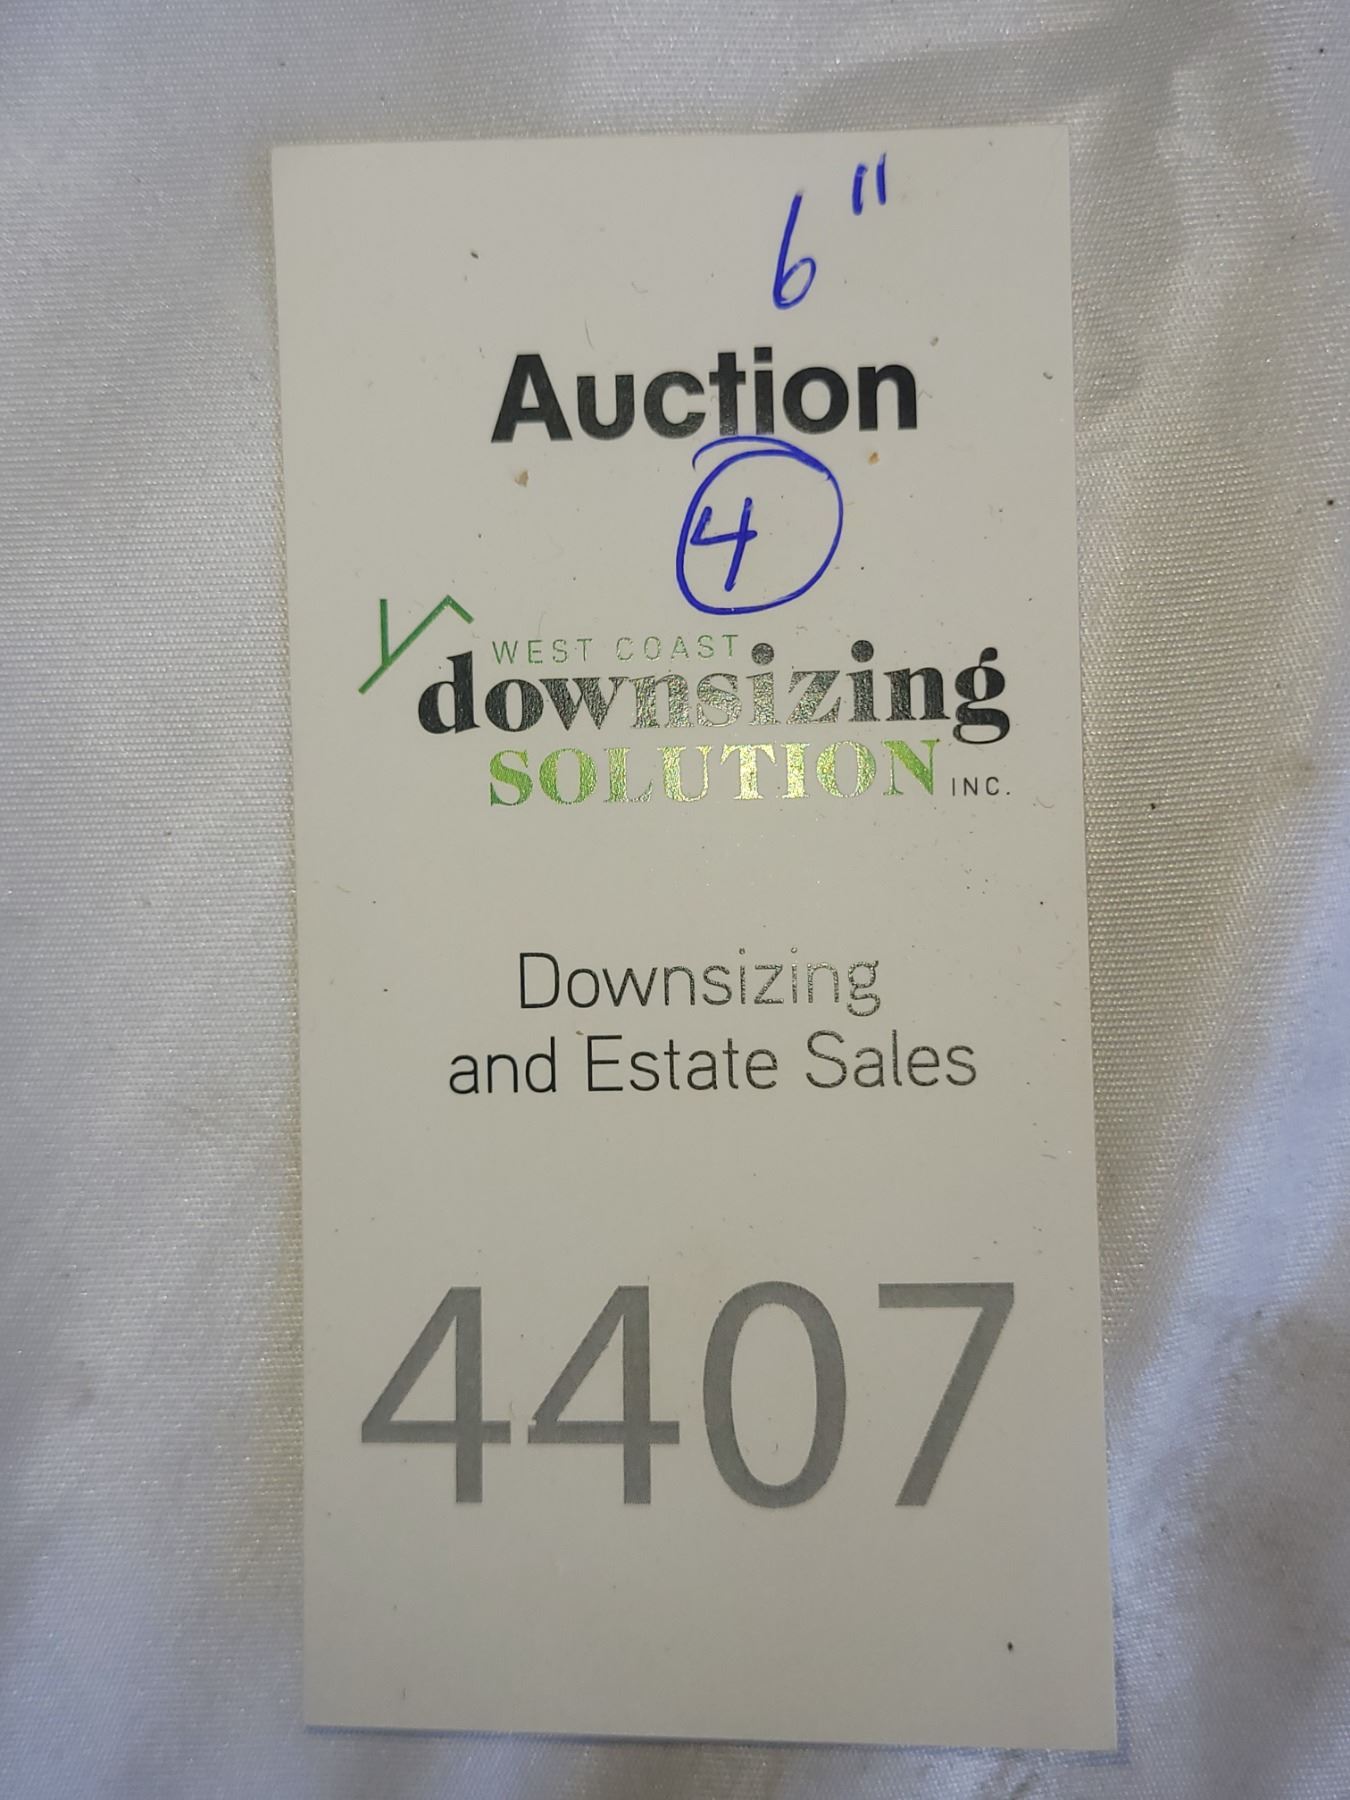 6"
Auction
4
WEST COAST
downsizing
SOLUTION INC.
Downsizing
and Estate Sales
4407